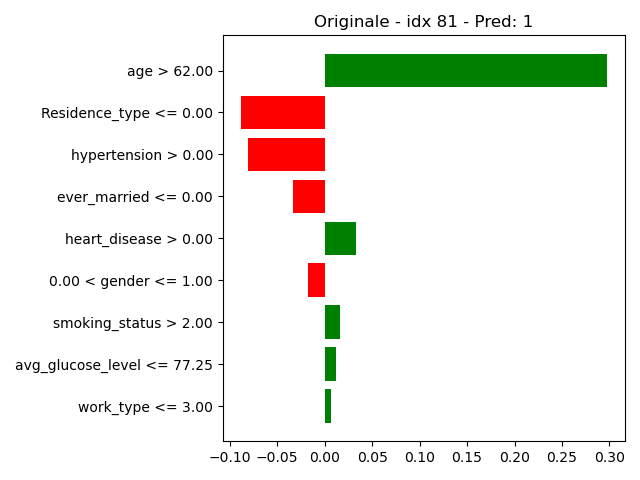 Originale - idx 81 - Pred: 1
age > 62.00
Residence_type <= 0.00
hypertension > 0.00
ever_married <= 0.00
heart_disease > 0.00
0.00 < gender <= 1.00
smoking_status > 2.00
avg_glucose_level <= 77.25
work_type <= 3.00
−0.10 −0.05 0.00 0.05 0.10 0.15 0.20 0.25 0.30